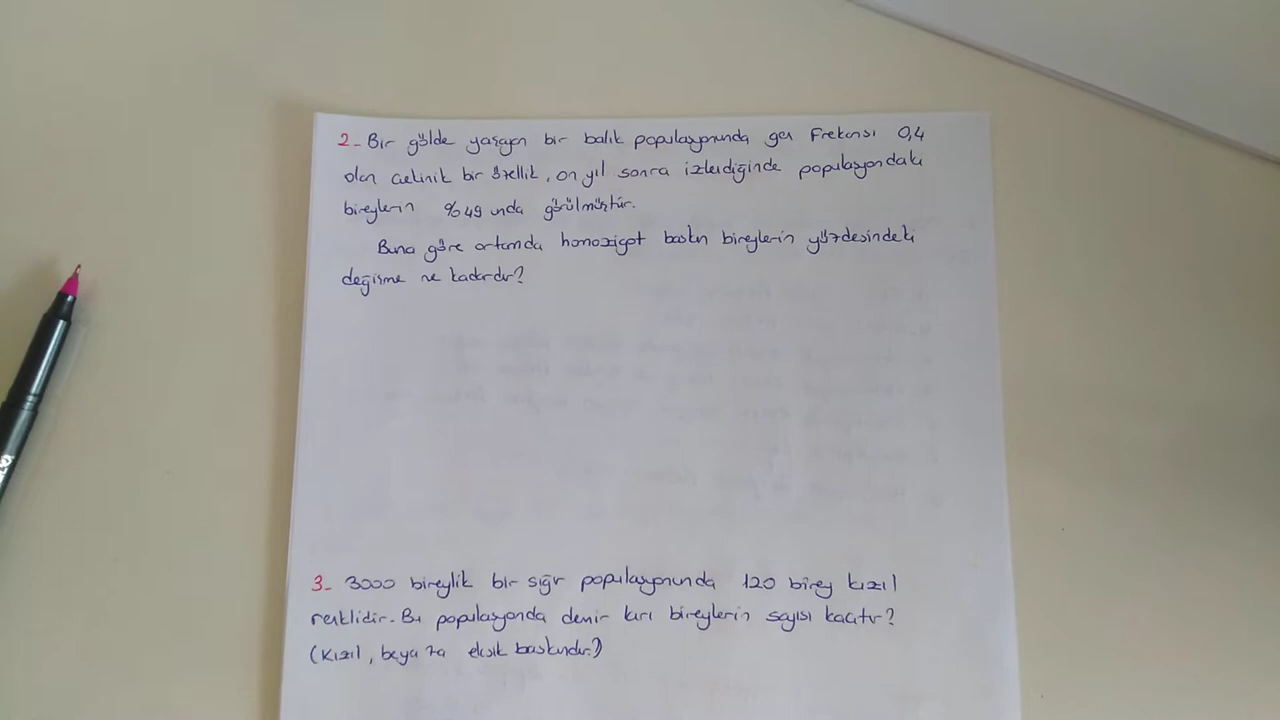 2- Bir gölde yaşayan bir balık populasyonunda gen frekansı 0,4
olan çekinik bir özellik, on yıl sonra izlendiğinde populasyondaki
bireylerin %49 unda görülmüştür.
Buna göre ortamda homozigot baskın bireylerin yüzdesindeki
değişme ne kadardır?
3- 3000 bireylik bir sığır populasyonunda 120 birey kızıl
renklidir. Bu populasyonda demir kırı bireylerin sayısı kaçtır?
(Kızıl, beyaza eksik baskındır.)